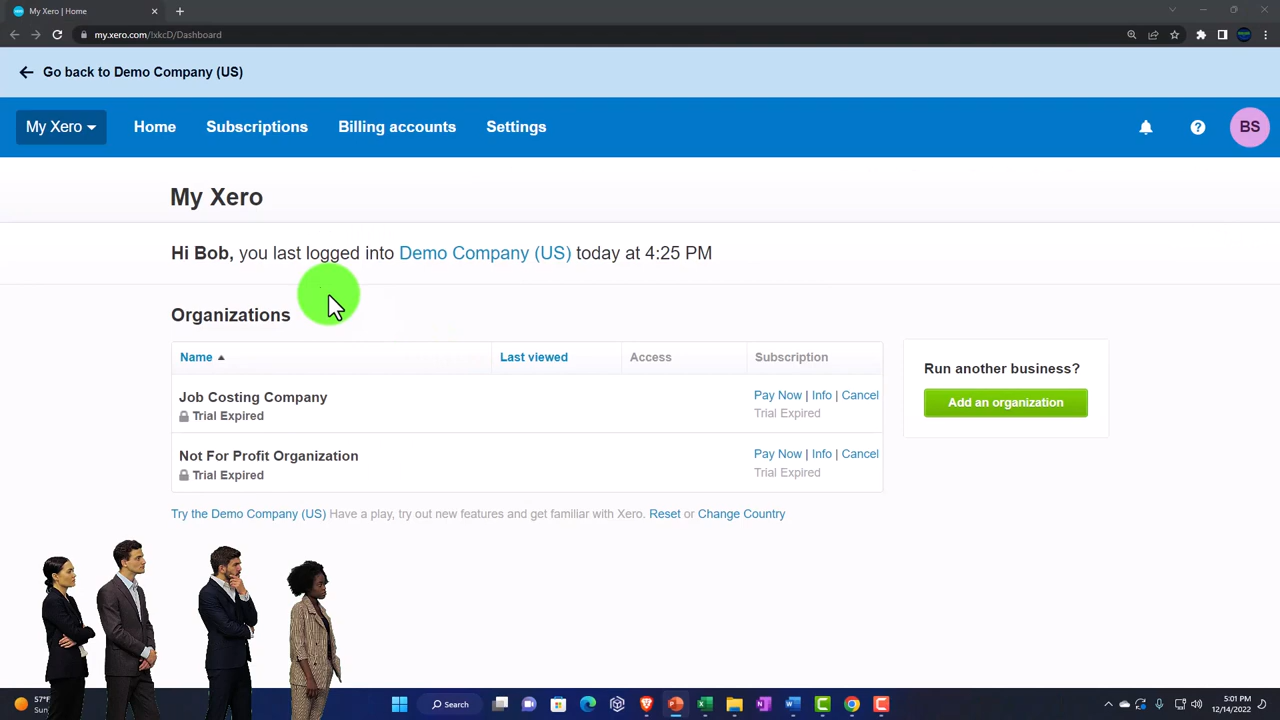 My Xero | Home
my.xero.com/!xkcD/Dashboard
Go back to Demo Company (US)
My Xero Home Subscriptions Billing accounts Settings BS
My Xero
Hi Bob, you last logged into Demo Company (US) today at 4:25 PM
Organizations
Name Last viewed Access Subscription
Job Costing Company
Trial Expired
Pay Now | Info | Cancel
Trial Expired
Not For Profit Organization
Trial Expired
Pay Now | Info | Cancel
Trial Expired
Run another business?
Add an organization
Try the Demo Company (US) Have a play, try out new features and get familiar with Xero. Reset or Change Country
57°F
Search
5:01 PM
12/14/2022